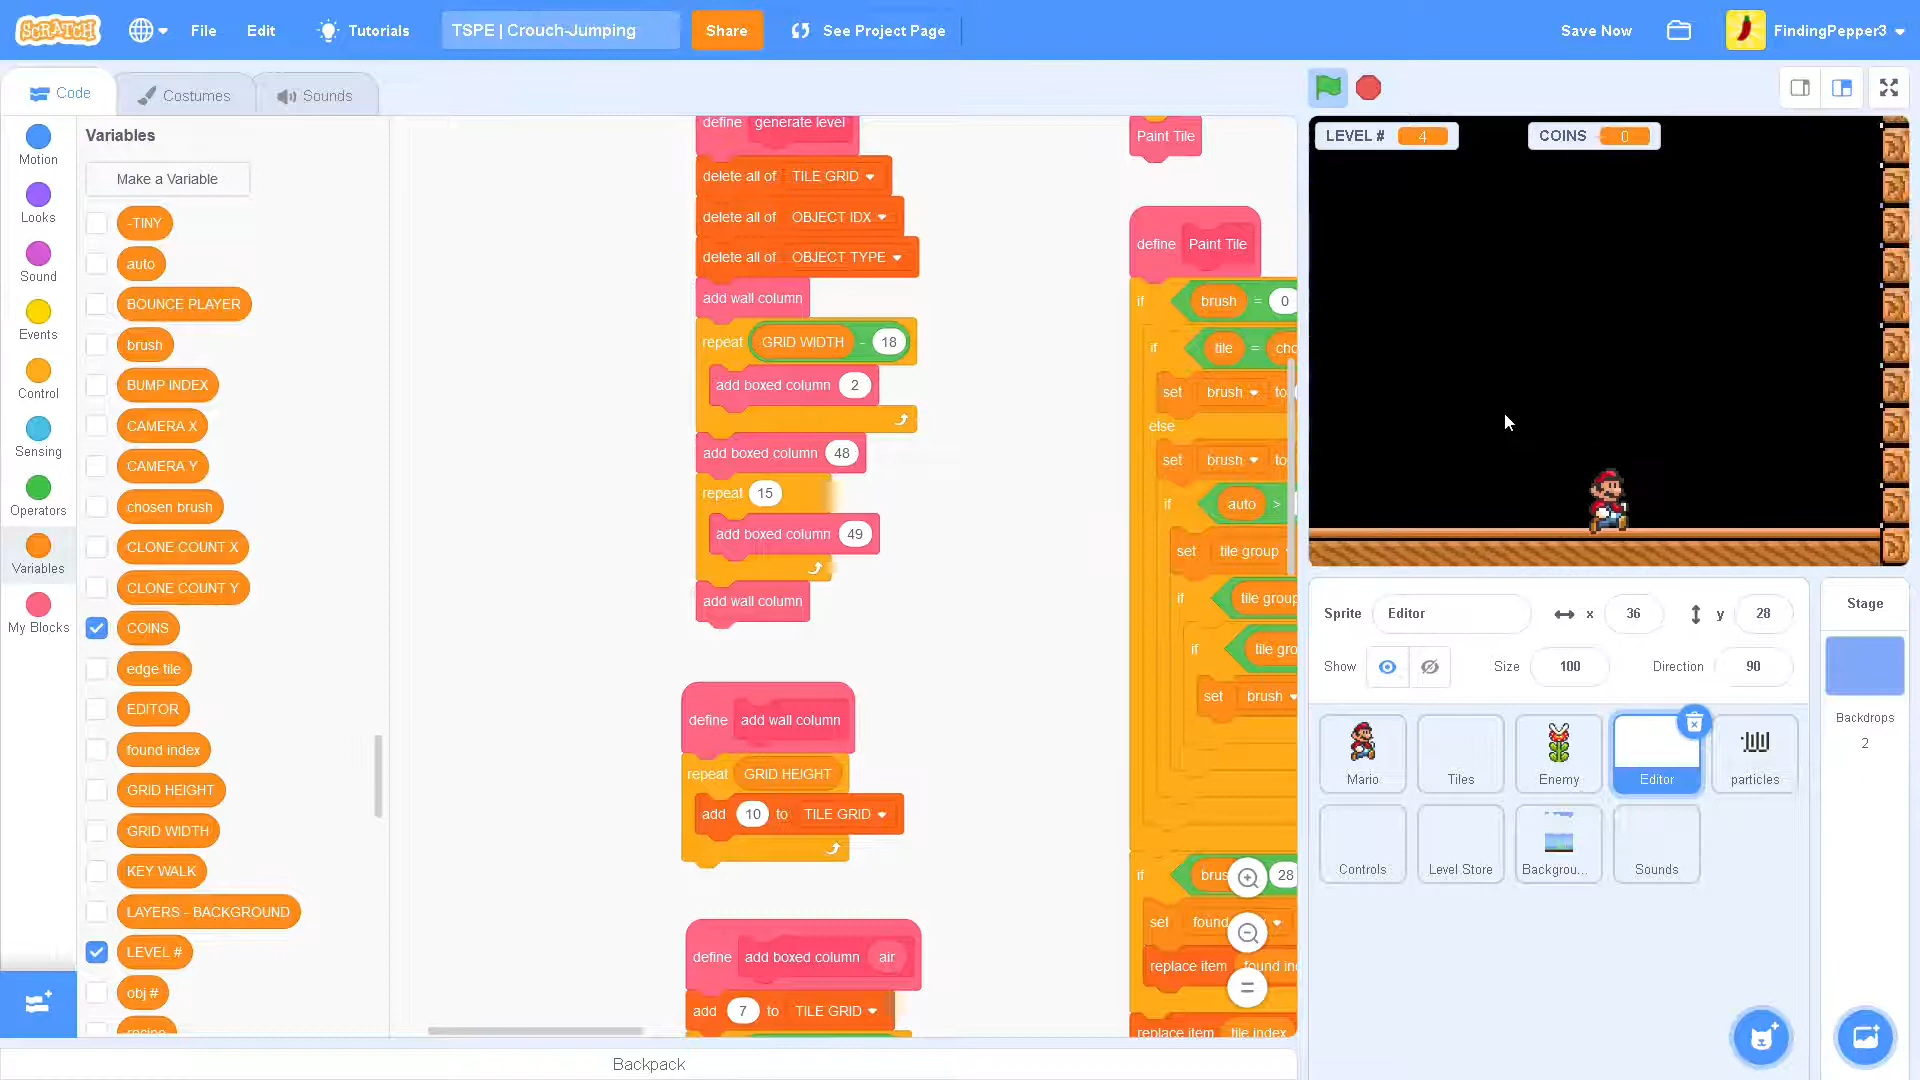 SCRATCH File Edit Tutorials TSPE | Crouch-Jumping Share See Project Page Save Now FindingPepper3
Code Costumes Sounds
Motion
Looks
Sound
Events
Control
Sensing
Operators
Variables
My Blocks
Variables
Make a Variable
-TINY
auto
BOUNCE PLAYER
brush
BUMP INDEX
CAMERA X
CAMERA Y
chosen brush
CLONE COUNT X
CLONE COUNT Y
COINS
edge tile
EDITOR
found index
GRID HEIGHT
GRID WIDTH
KEY WALK
LAYERS - BACKGROUND
LEVEL #
obj #
define generate level
delete all of TILE GRID
delete all of OBJECT IDX
delete all of OBJECT TYPE
add wall column
repeat GRID WIDTH - 18
add boxed column 2
add boxed column 48
repeat 15
add boxed column 49
add wall column
define add wall column
repeat GRID HEIGHT
add 10 to TILE GRID
define add boxed column air
add 7 to TILE GRID
Paint Tile
define Paint Tile
if brush = 0
if tile =
set brush to
else
set brush to
if auto >
set tile group
if tile group
if
set brush
if 28
set
replace item
replace item tile index
LEVEL # 4 COINS 0
Sprite Editor x 36 y 28
Show Size 100 Direction 90
Mario Tiles Enemy Editor particles
Controls Level Store Backgrou... Sounds
Stage
Backdrops
2
Backpack